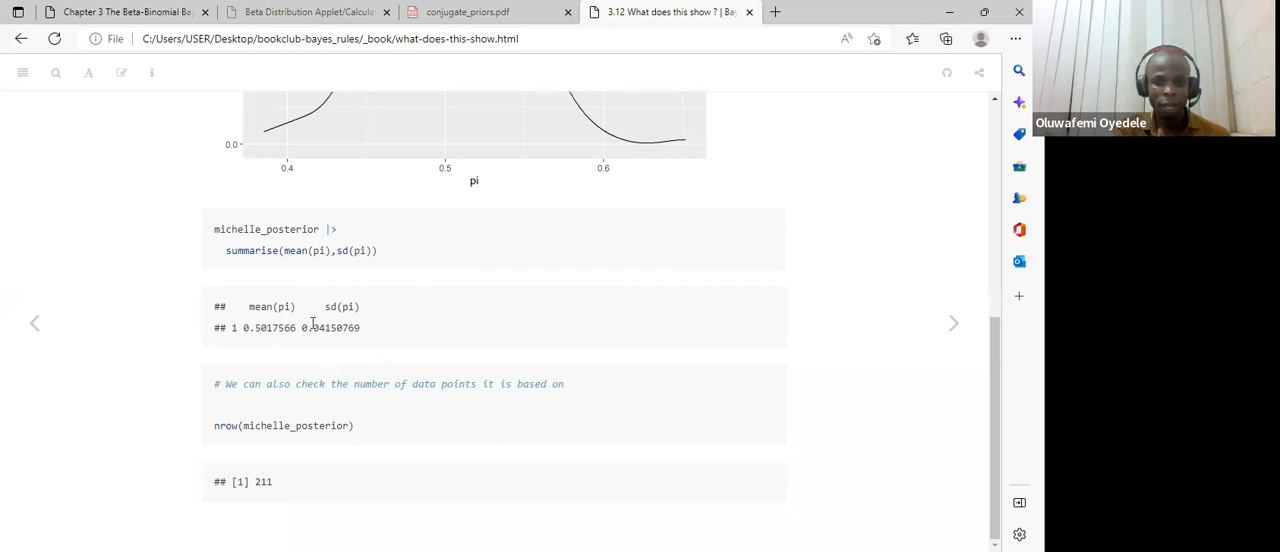 Chapter 3 The Beta-Binomial Ba
Beta Distribution Applet/Calcula
conjugate_priors.pdf
3.12 What does this show ? | Bay
File
C:/Users/USER/Desktop/bookclub-bayes_rules/_book/what-does-this-show.html
Oluwafemi Oyedele
0.0
0.4 0.5 0.6
pi
michelle_posterior |>
summarise(mean(pi),sd(pi))
## mean(pi) sd(pi)
## 1 0.5017566 0.04150769
# We can also check the number of data points it is based on
nrow(michelle_posterior)
## [1] 211